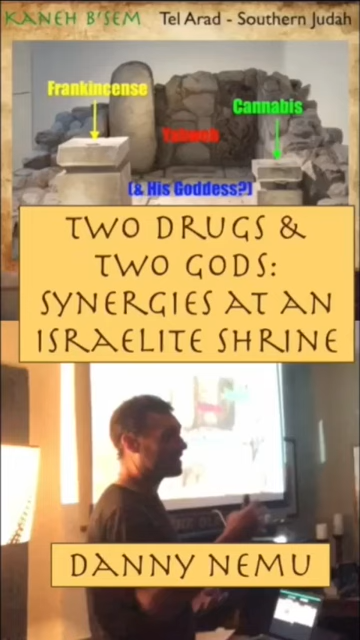 KANEH B'SEM
Tel Arad - Southern Judah
Frankincense
Cannabis
Yahweh
(& His Goddess?)
TWO DRUGS &
TWO GODS:
SYNERGIES AT AN
ISRAELITE SHRINE
DANNY NEMU